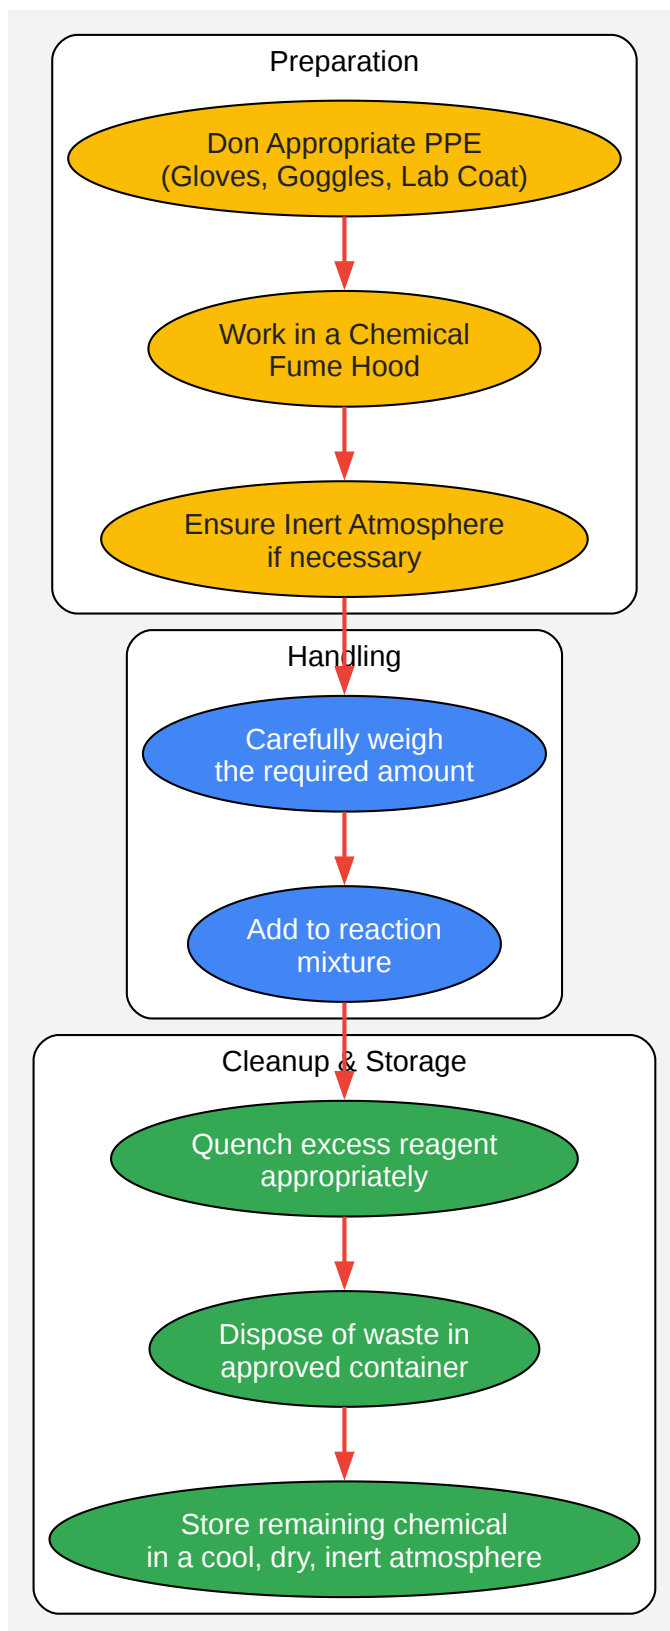 Preparation
Don Appropriate PPE
(Gloves, Goggles, Lab Coat)
Work in a Chemical
Fume Hood
Ensure Inert Atmosphere
if necessary
Handling
Carefully weigh
the required amount
Add to reaction
mixture
Cleanup & Storage
Quench excess reagent
appropriately
Dispose of waste in
approved container
Store remaining chemical
in a cool, dry, inert atmosphere